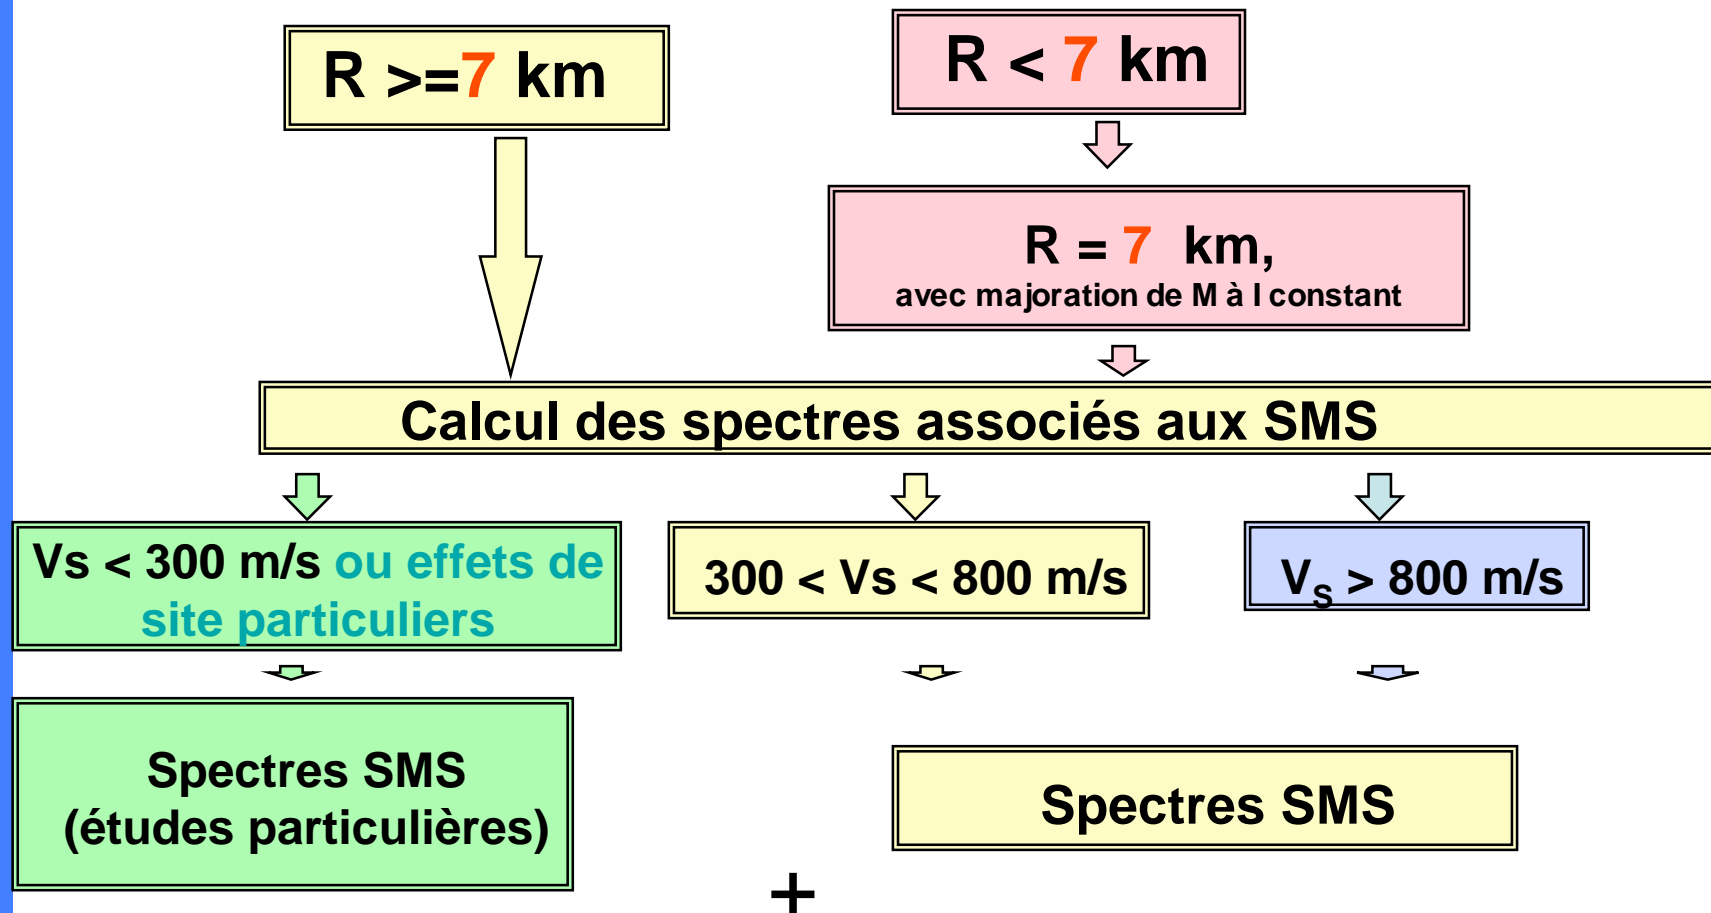 R >=7 km
R < 7 km
R = 7 km,
avec majoration de M à I constant
Calcul des spectres associés aux SMS
Vs < 300 m/s ou effets de
site particuliers
300 < Vs < 800 m/s
Vs > 800 m/s
Spectres SMS
(études particulières)
Spectres SMS
+